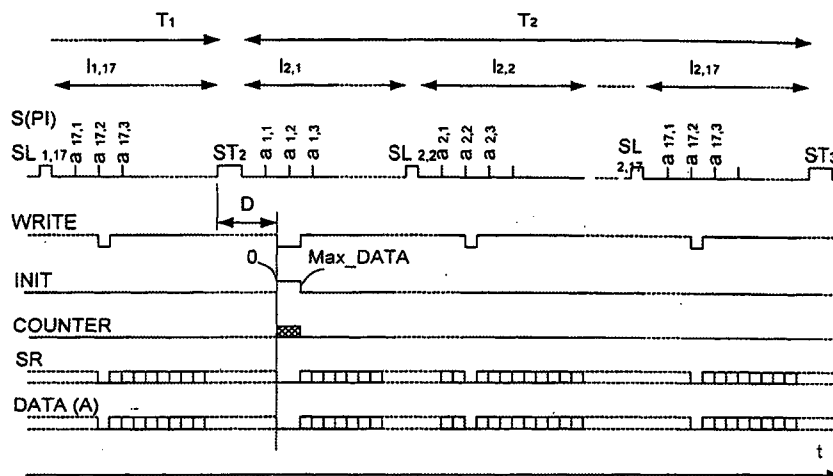 T1 T2
I1,17 I2,1 I2,2 I2,17
S(PI)
SL 1,17 a 17,1 a 17,2 a 17,3 ST2 a 1,1 a 1,2 a 1,3 SL 2,2 a 2,1 a 2,2 a 2,3 SL 2,17 a 17,1 a 17,2 a 17,3 ST3
D
WRITE
0 Max_DATA
INIT
COUNTER
SR
DATA (A)
t